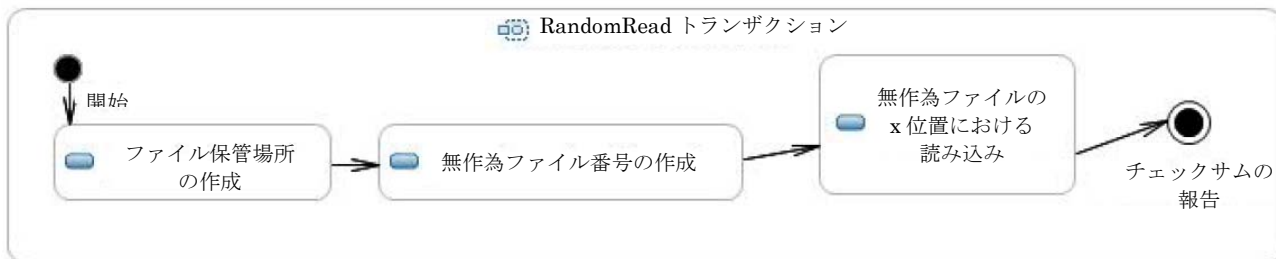 RandomRead トランザクション
開始
ファイル保管場所
の作成
無作為ファイル番号の作成
無作為ファイルの
x 位置における
読み込み
チェックサムの
報告